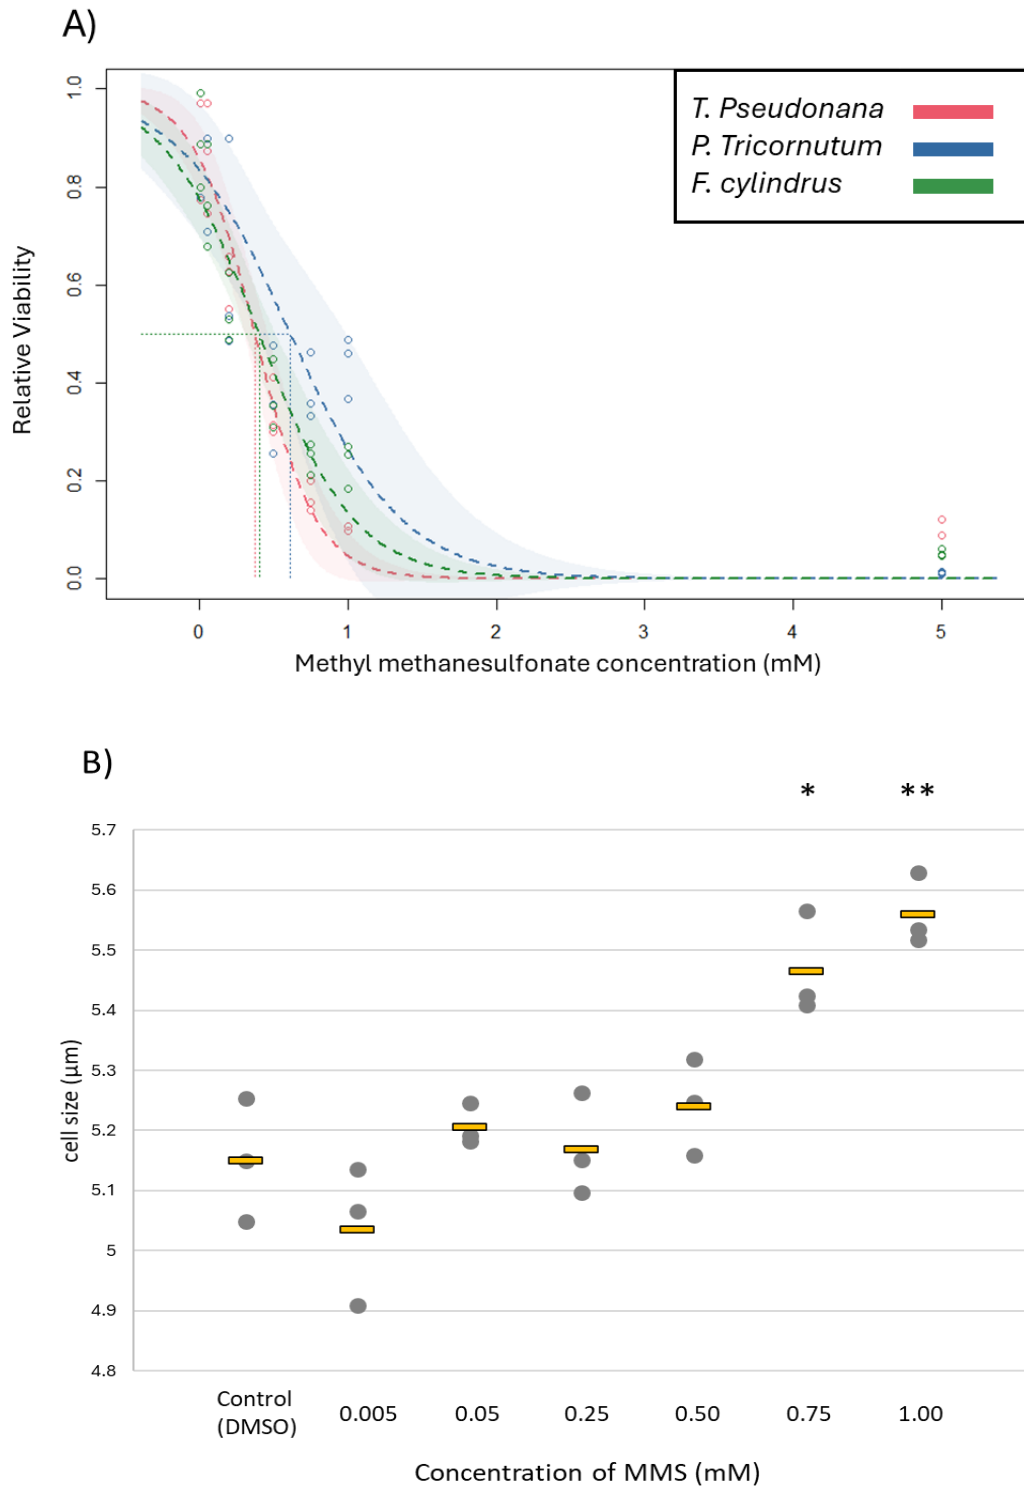 A)
T. Pseudonana
P. Tricornutum
F. cylindrus
Relative Viability
1.0
0.8
0.6
0.4
0.2
0.0
0 1 2 3 4 5
Methyl methanesulfonate concentration (mM)
B)
* **
cell size (µm)
5.7
5.6
5.5
5.4
5.3
5.2
5.1
5
4.9
4.8
Control
(DMSO)
0.005 0.05 0.25 0.50 0.75 1.00
Concentration of MMS (mM)